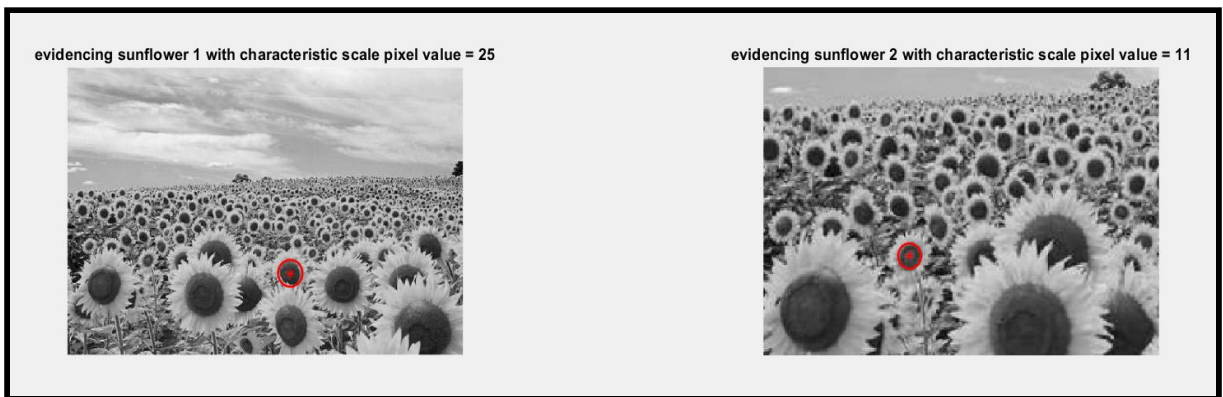 evidencing sunflower 1 with characteristic scale pixel value = 25
evidencing sunflower 2 with characteristic scale pixel value = 11